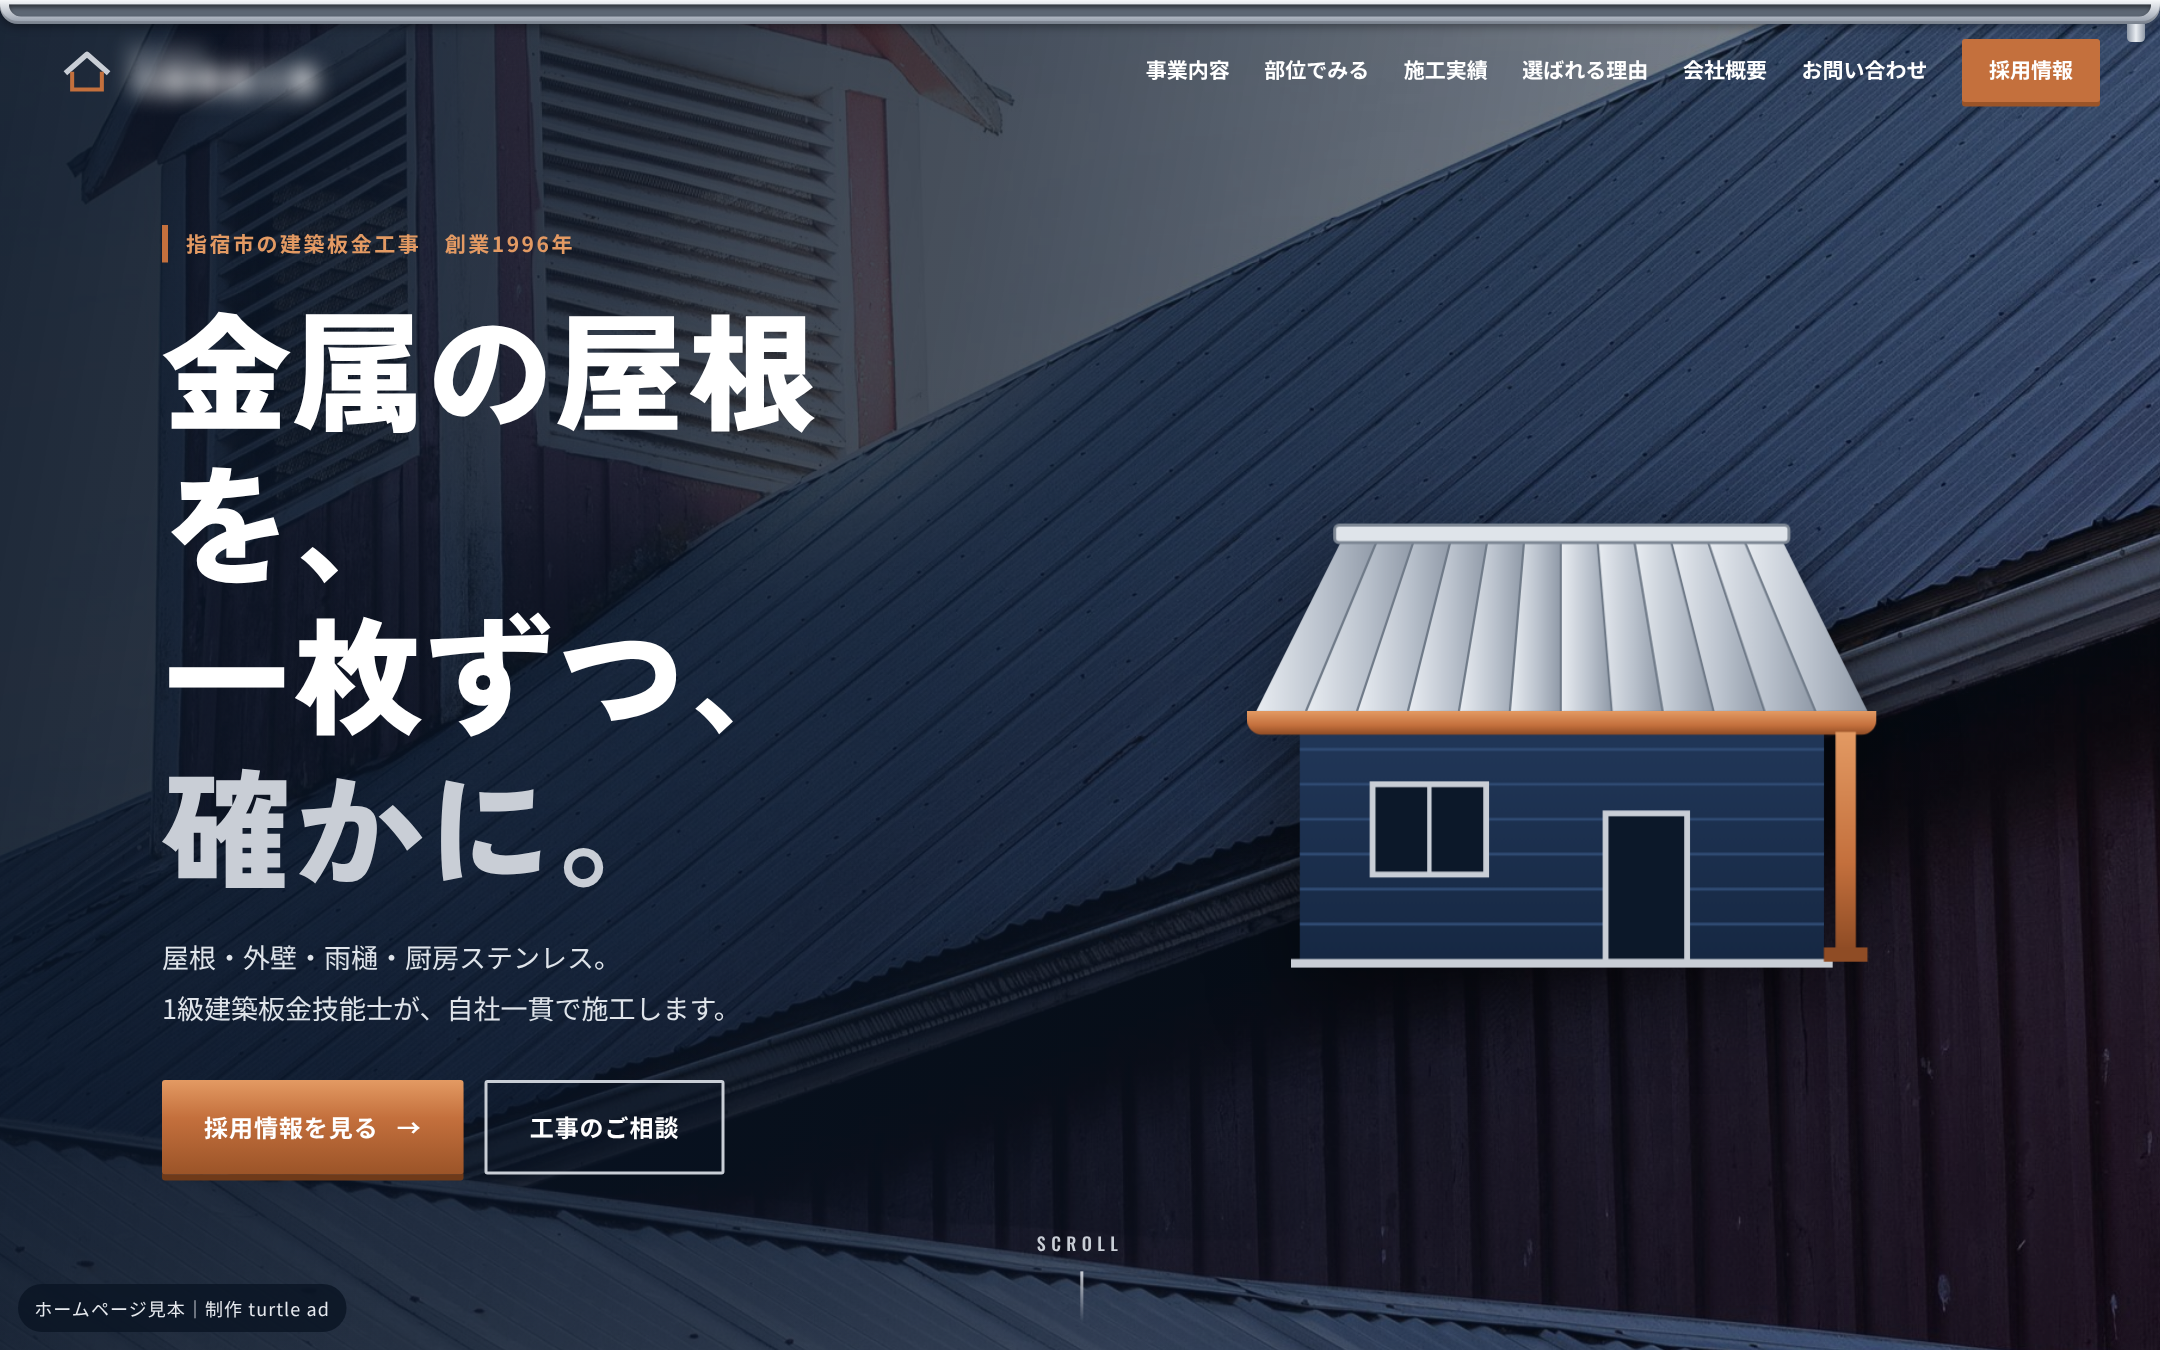 事業内容
部位でみる
施工実績
選ばれる理由
会社概要
お問い合わせ
採用情報
指宿市の建築板金工事　創業1996年
金属の屋根
を、
一枚ずつ、
確かに。
屋根・外壁・雨樋・厨房ステンレス。
1級建築板金技能士が、自社一貫で施工します。
採用情報を見る →
工事のご相談
SCROLL
ホームページ見本｜制作 turtle ad